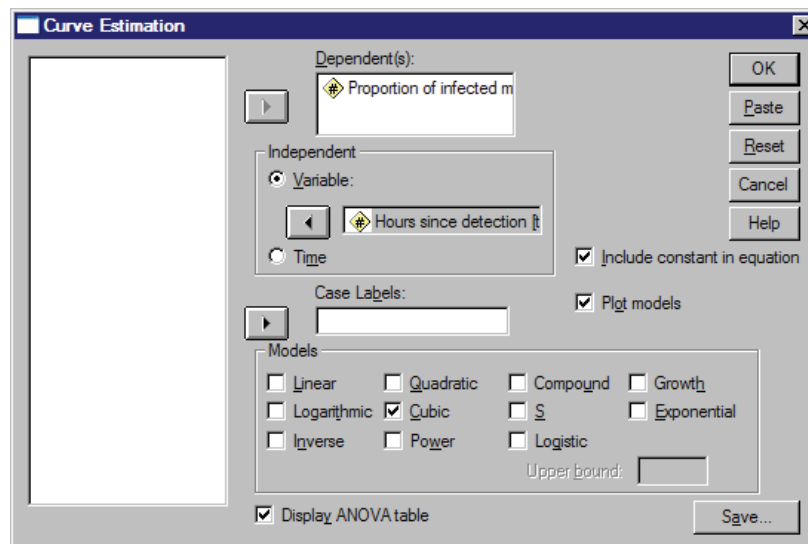 Curve Estimation
Dependent(s):
Proportion of infected m
OK
Paste
Reset
Cancel
Help
Independent
Variable:
Hours since detection [t
Time
Include constant in equation
Case Labels:
Plot models
Models
Linear
Quadratic
Compound
Growth
Logarithmic
Cubic
S
Exponential
Inverse
Power
Logistic
Upper bound:
Display ANOVA table
Save...